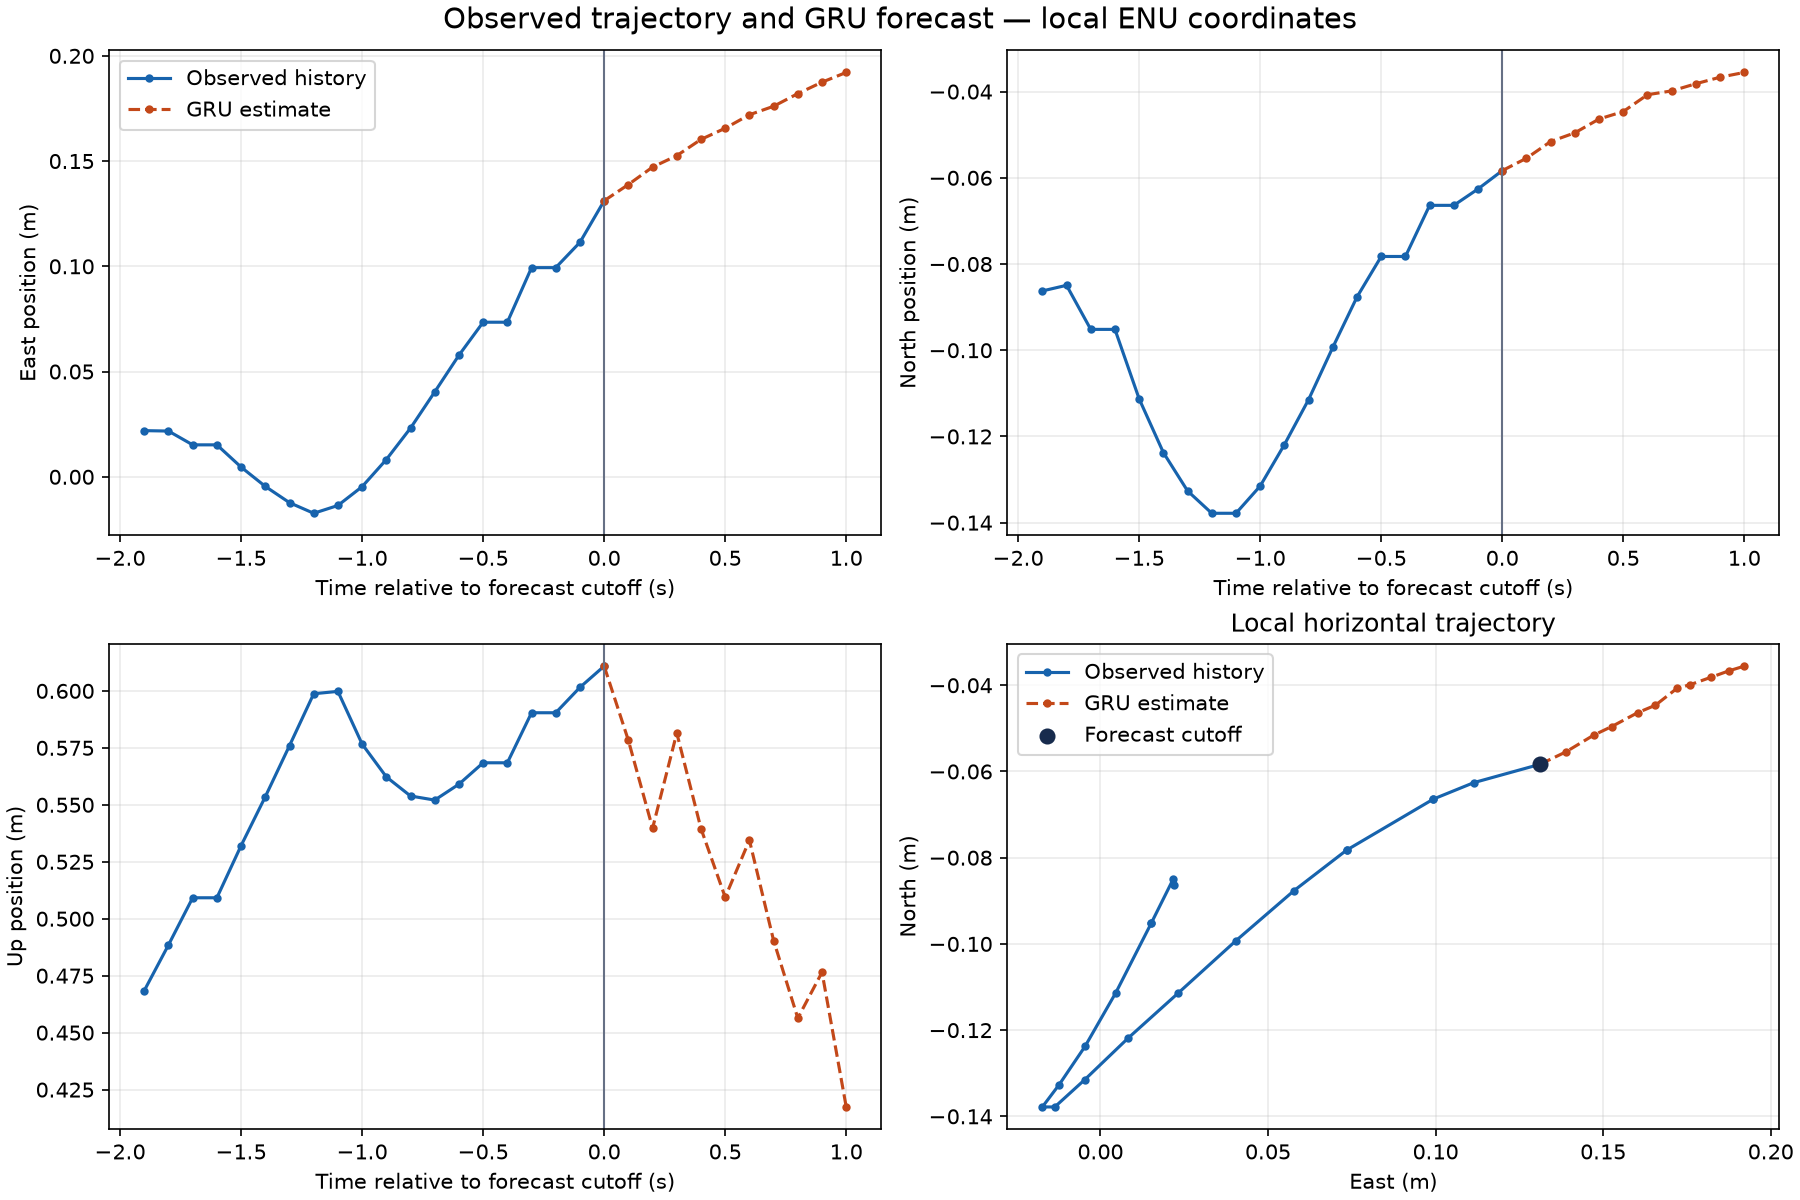 Observed trajectory and GRU forecast — local ENU coordinates
0.20
0.15
0.10
0.05
0.00
East position (m)
Observed history
GRU estimate
−2.0 −1.5 −1.0 −0.5 0.0 0.5 1.0
Time relative to forecast cutoff (s)
−0.04
−0.06
−0.08
−0.10
−0.12
−0.14
North position (m)
−2.0 −1.5 −1.0 −0.5 0.0 0.5 1.0
Time relative to forecast cutoff (s)
0.600
0.575
0.550
0.525
0.500
0.475
0.450
0.425
Up position (m)
−2.0 −1.5 −1.0 −0.5 0.0 0.5 1.0
Time relative to forecast cutoff (s)
Local horizontal trajectory
Observed history
GRU estimate
Forecast cutoff
−0.04
−0.06
−0.08
−0.10
−0.12
−0.14
North (m)
0.00 0.05 0.10 0.15 0.20
East (m)